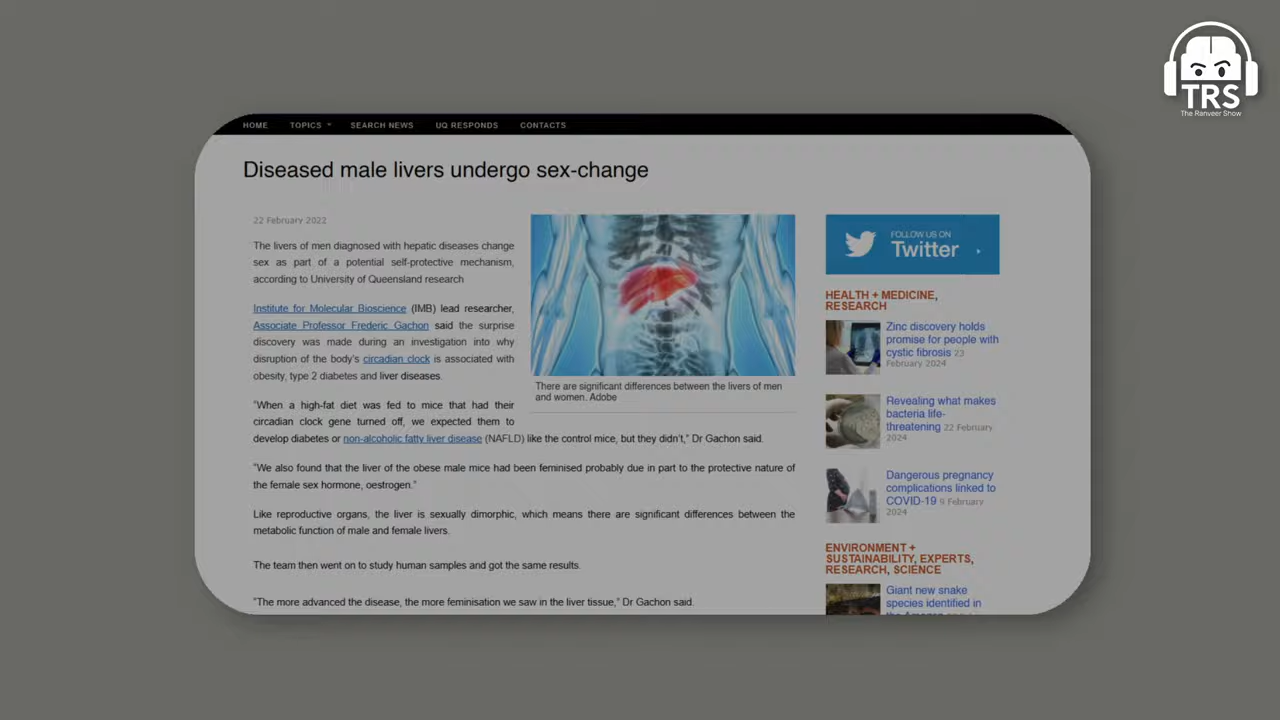 TRS
The Ranveer Show
HOME TOPICS SEARCH NEWS UQ RESPONDS CONTACTS
Diseased male livers undergo sex-change
22 February 2022
The livers of men diagnosed with hepatic diseases change
sex as part of a potential self-protective mechanism,
according to University of Queensland research
Institute for Molecular Bioscience (IMB) lead researcher,
Associate Professor Frederic Gachon said the surprise
discovery was made during an investigation into why
disruption of the body's circadian clock is associated with
obesity, type 2 diabetes and liver diseases.
"When a high-fat diet was fed to mice that had their
circadian clock gene turned off, we expected them to
develop diabetes or non-alcoholic fatty liver disease (NAFLD) like the control mice, but they didn't," Dr Gachon said.
"We also found that the liver of the obese male mice had been feminised probably due in part to the protective nature of
the female sex hormone, oestrogen."
Like reproductive organs, the liver is sexually dimorphic, which means there are significant differences between the
metabolic function of male and female livers.
The team then went on to study human samples and got the same results.
"The more advanced the disease, the more feminisation we saw in the liver tissue," Dr Gachon said.
There are significant differences between the livers of men
and women. Adobe
FOLLOW US ON
Twitter
HEALTH + MEDICINE,
RESEARCH
Zinc discovery holds
promise for people with
cystic fibrosis 23
February 2024
Revealing what makes
bacteria life-
threatening 22 February
2024
Dangerous pregnancy
complications linked to
COVID-19 9 February
2024
ENVIRONMENT +
SUSTAINABILITY, EXPERTS,
RESEARCH, SCIENCE
Giant new snake
species identified in
the Amazon